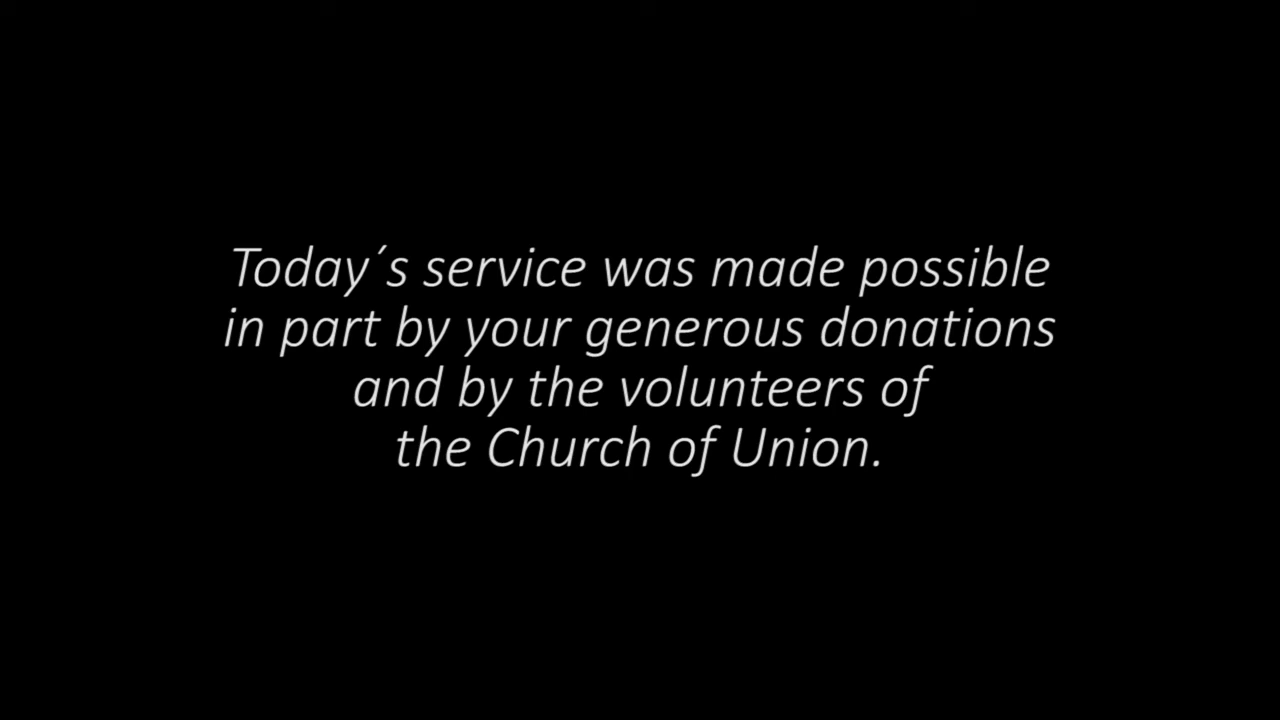 Today´s service was made possible
in part by your generous donations
and by the volunteers of
the Church of Union.